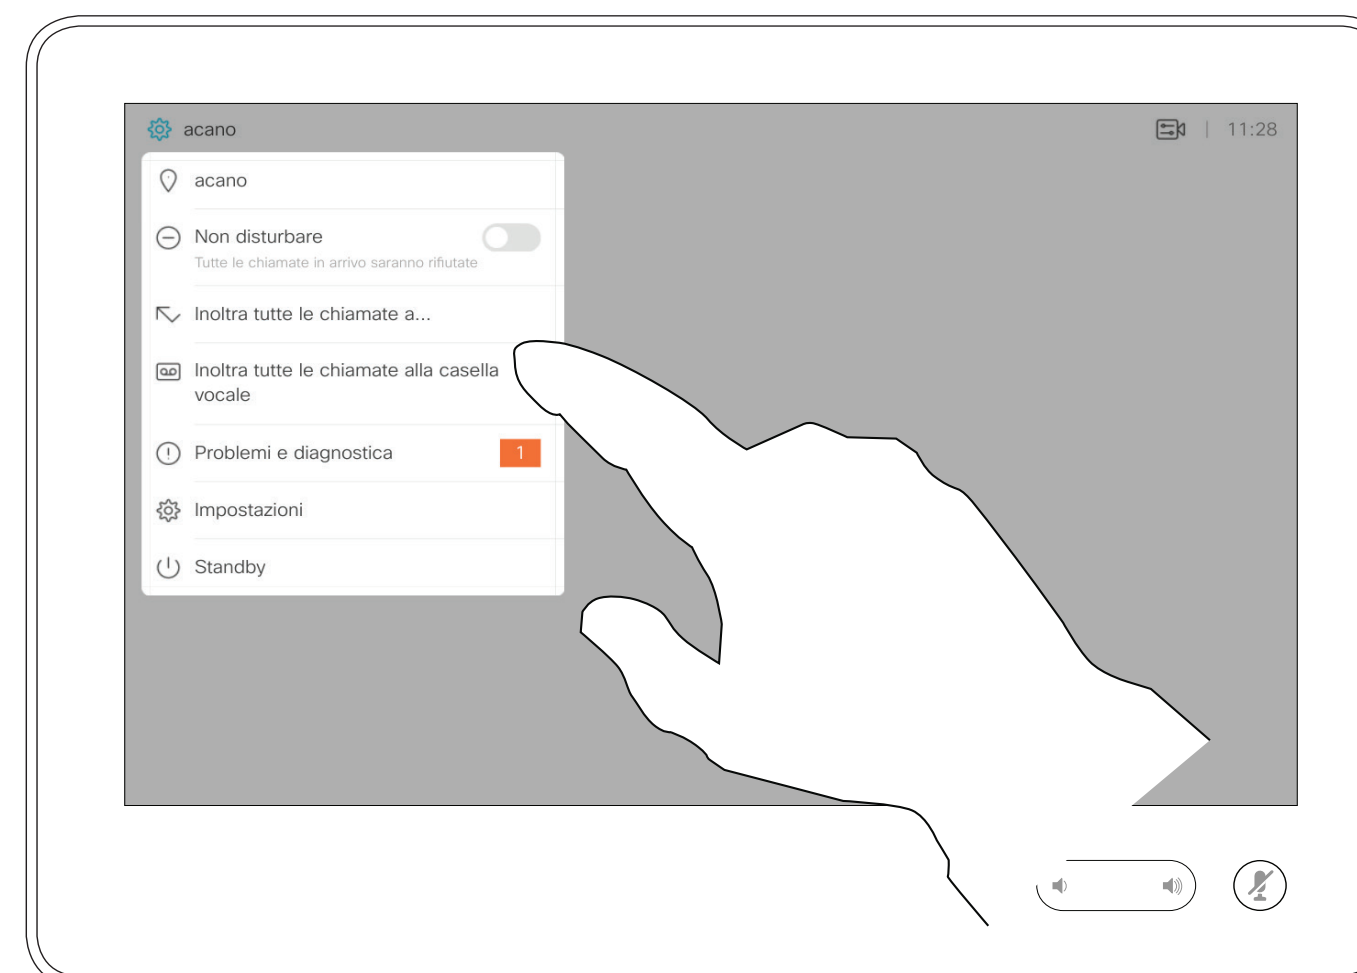 acano
11:28
acano
Non disturbare
Tutte le chiamate in arrivo saranno rifiutate
Inoltra tutte le chiamate a...
Inoltra tutte le chiamate alla casella
vocale
Problemi e diagnostica
1
Impostazioni
Standby